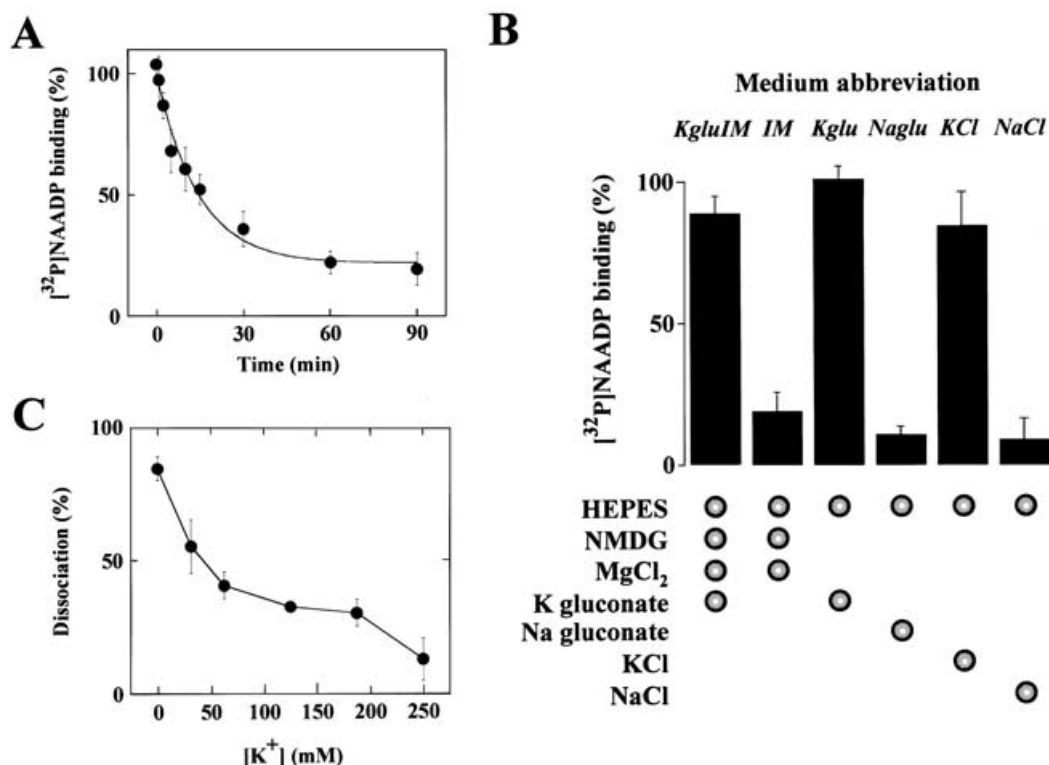 A
[³²P]NAADP binding (%)
100
50
0
0 30 60 90
Time (min)
B
Medium abbreviation
KgluIM IM Kglu Naglu KCl NaCl
[³²P]NAADP binding (%)
100
50
0
HEPES
NMDG
MgCl₂
K gluconate
Na gluconate
KCl
NaCl
C
Dissociation (%)
100
50
0
0 50 100 150 200 250
[K⁺] (mM)